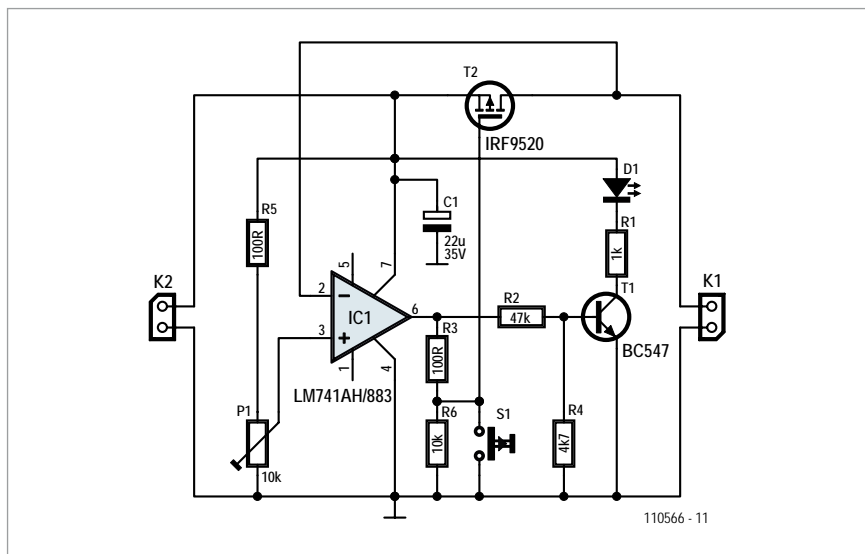 T2
IRF9520
D1
C1
22u
35V
R5
100R
R1
1k
K2
K1
5
7
2
6
R2
47k
T1
IC1
3
R3
100R
BC547
1
4
LM741AH/883
R6
10k
S1
R4
4k7
P1
10k
110566 - 11